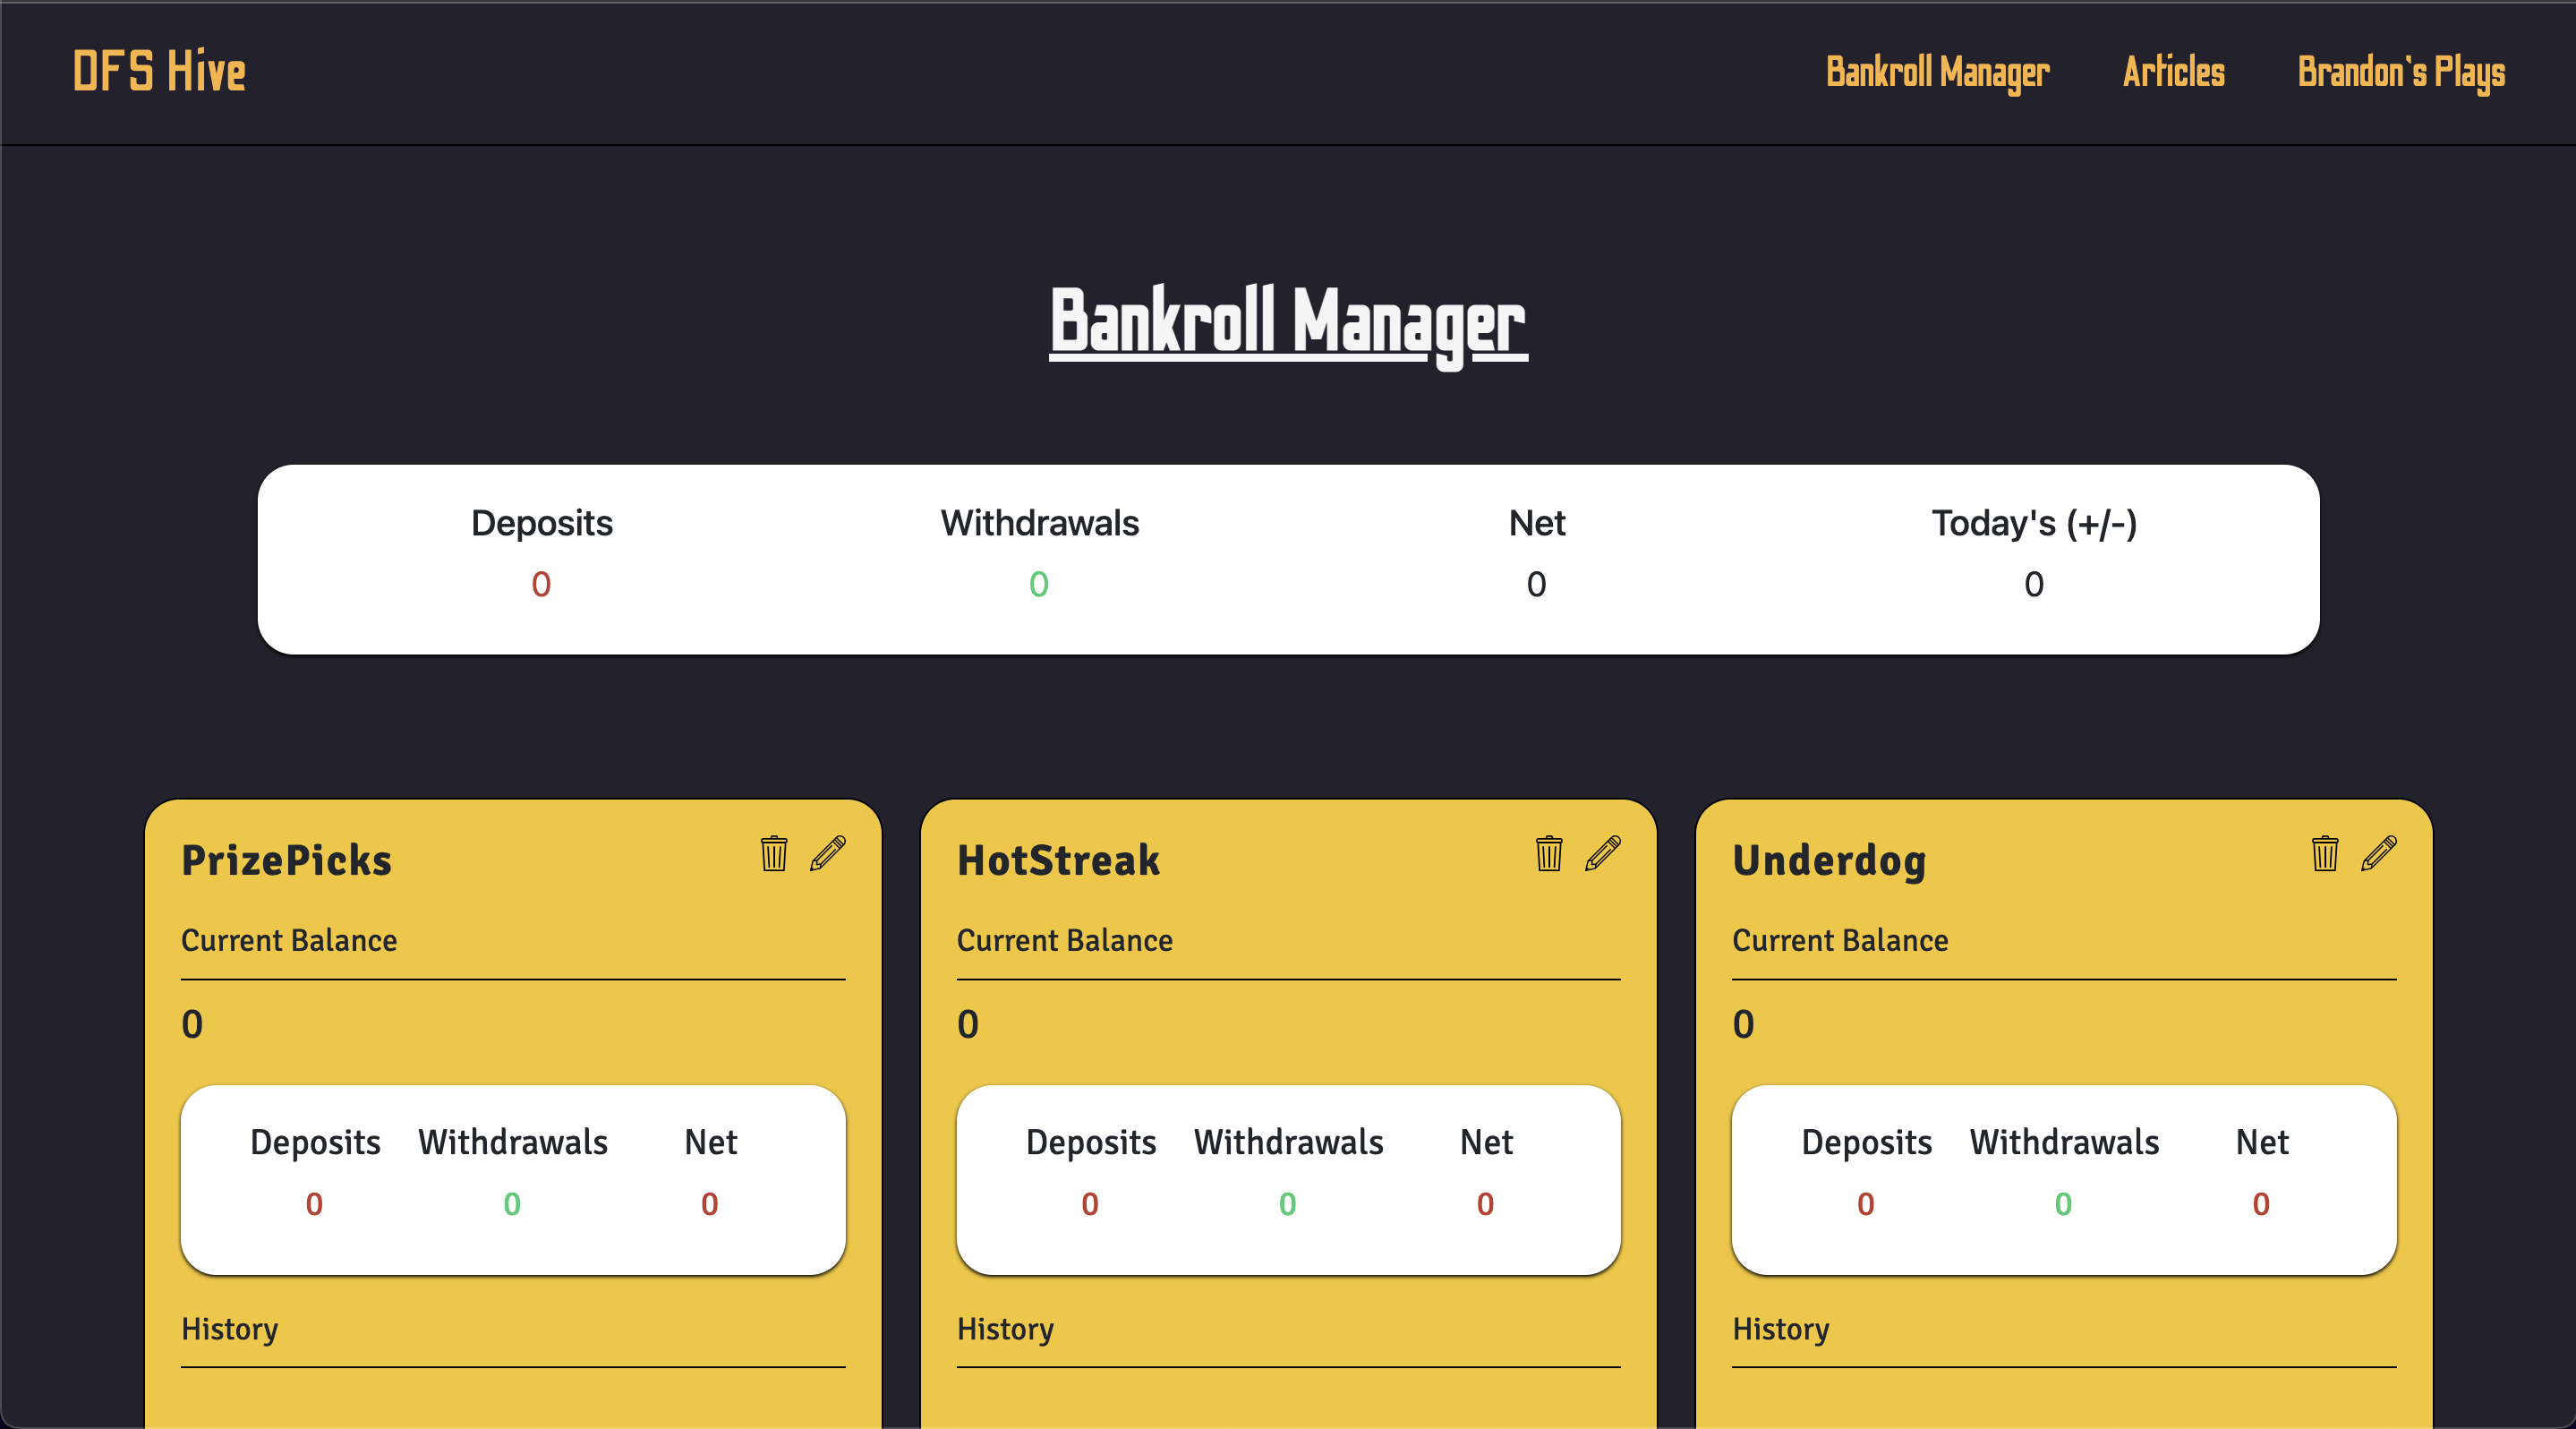 DFS Hive
Bankroll Manager Articles Brandon's Plays
Bankroll Manager
Deposits Withdrawals Net Today's (+/-)
0 0 0 0
PrizePicks
Current Balance
0
Deposits Withdrawals Net
0 0 0
History
HotStreak
Current Balance
0
Deposits Withdrawals Net
0 0 0
History
Underdog
Current Balance
0
Deposits Withdrawals Net
0 0 0
History